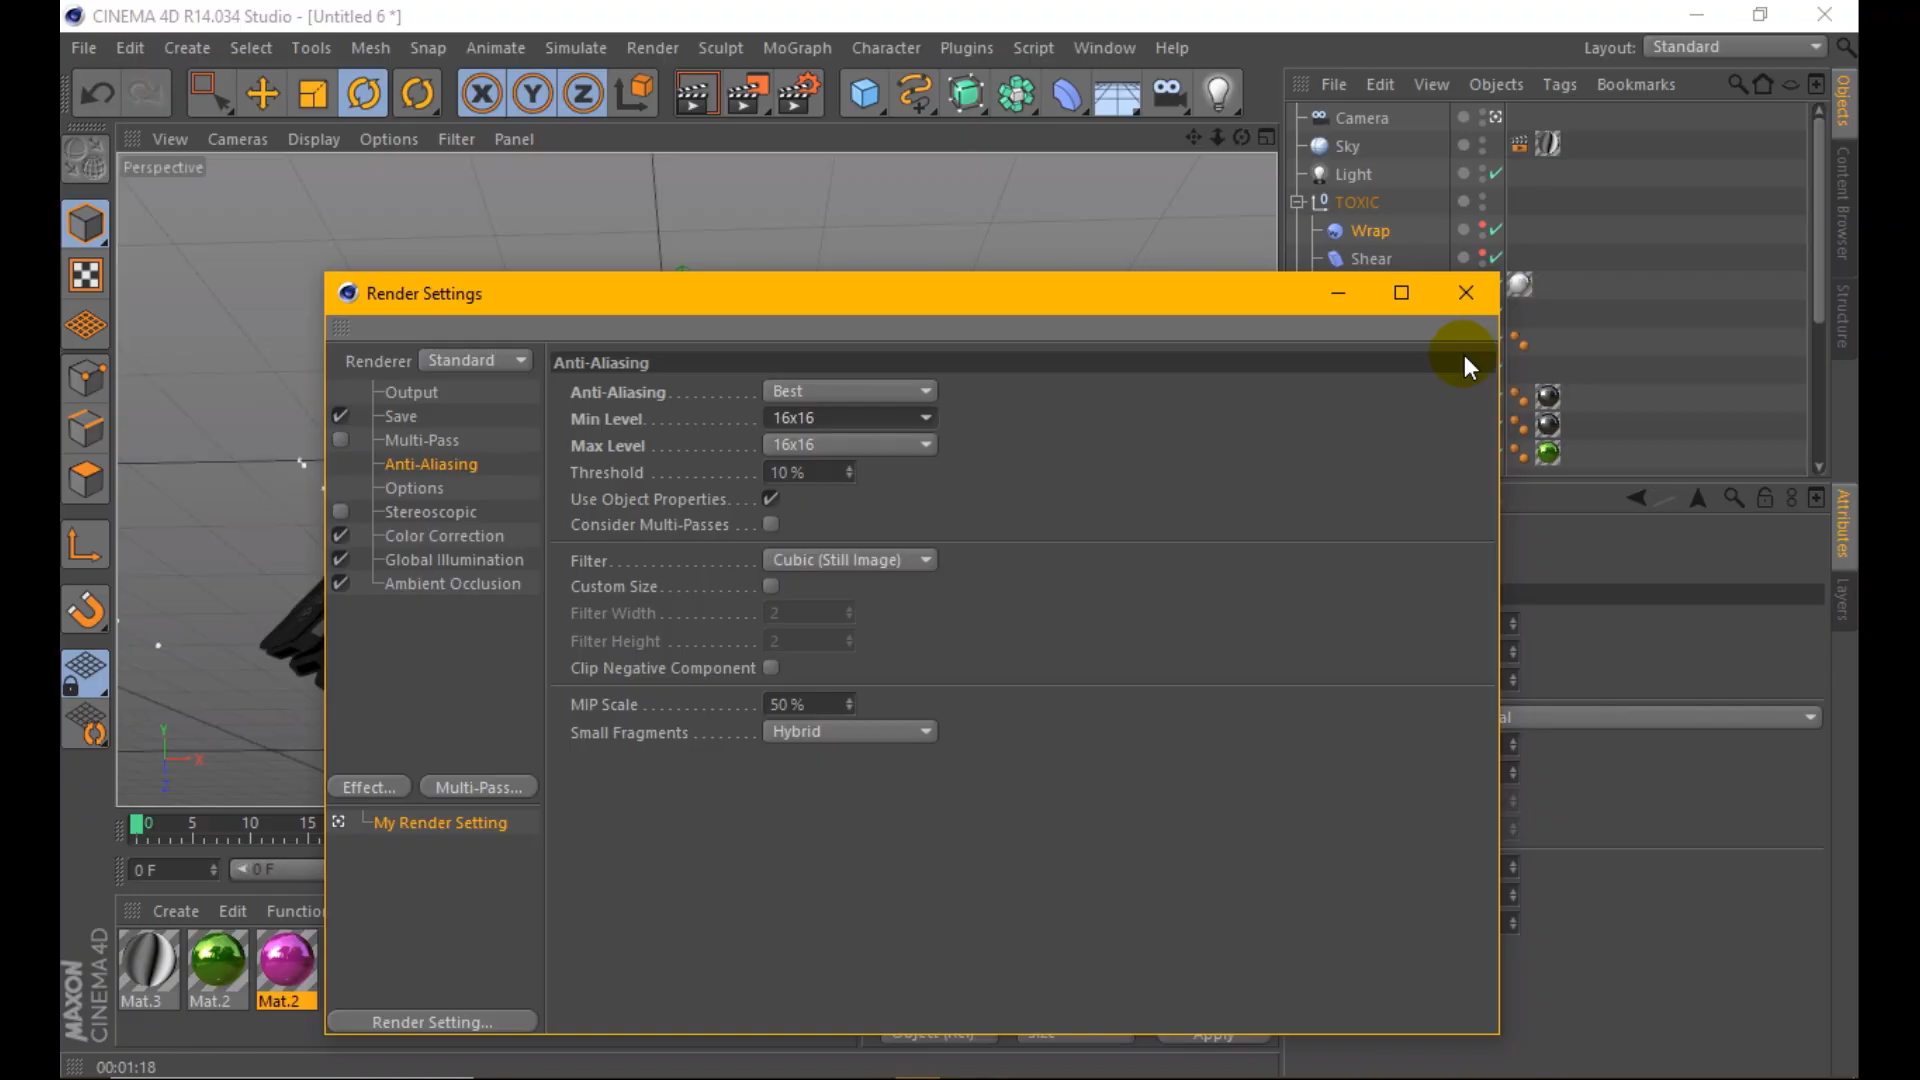 CINEMA 4D R14.034 Studio - [Untitled 6 *]
File Edit Create Select Tools Mesh Snap Animate Simulate Render Sculpt MoGraph Character Plugins Script Window Help
Layout: Standard
File Edit View Objects Tags Bookmarks
View Cameras Display Options Filter Panel
Perspective
Camera
Sky
Light
TOXIC
Wrap
Shear
Objects
Content Browser
Structure
Attributes
Layers
Render Settings
Renderer Standard
Output
Save
Multi-Pass
Anti-Aliasing
Options
Stereoscopic
Color Correction
Global Illumination
Ambient Occlusion
Effect... Multi-Pass...
My Render Setting
Render Setting...
Anti-Aliasing
Anti-Aliasing . . . . . . . . . . Best
Min Level. . . . . . . . . . . . 16x16
Max Level . . . . . . . . . . . 16x16
Threshold . . . . . . . . . . . . 10 %
Use Object Properties. . . .
Consider Multi-Passes . . .
Filter. . . . . . . . . . . . . . . . . Cubic (Still Image)
Custom Size. . . . . . . . . . .
Filter Width . . . . . . . . . . . 2
Filter Height . . . . . . . . . . 2
Clip Negative Component
MIP Scale . . . . . . . . . . . . . 50 %
Small Fragments . . . . . . . Hybrid
Y
X
Z
0 5 10 15
0 F 0 F
Create Edit Functio
Mat.3 Mat.2 Mat.2
MAXON
CINEMA 4D
Apply
00:01:18